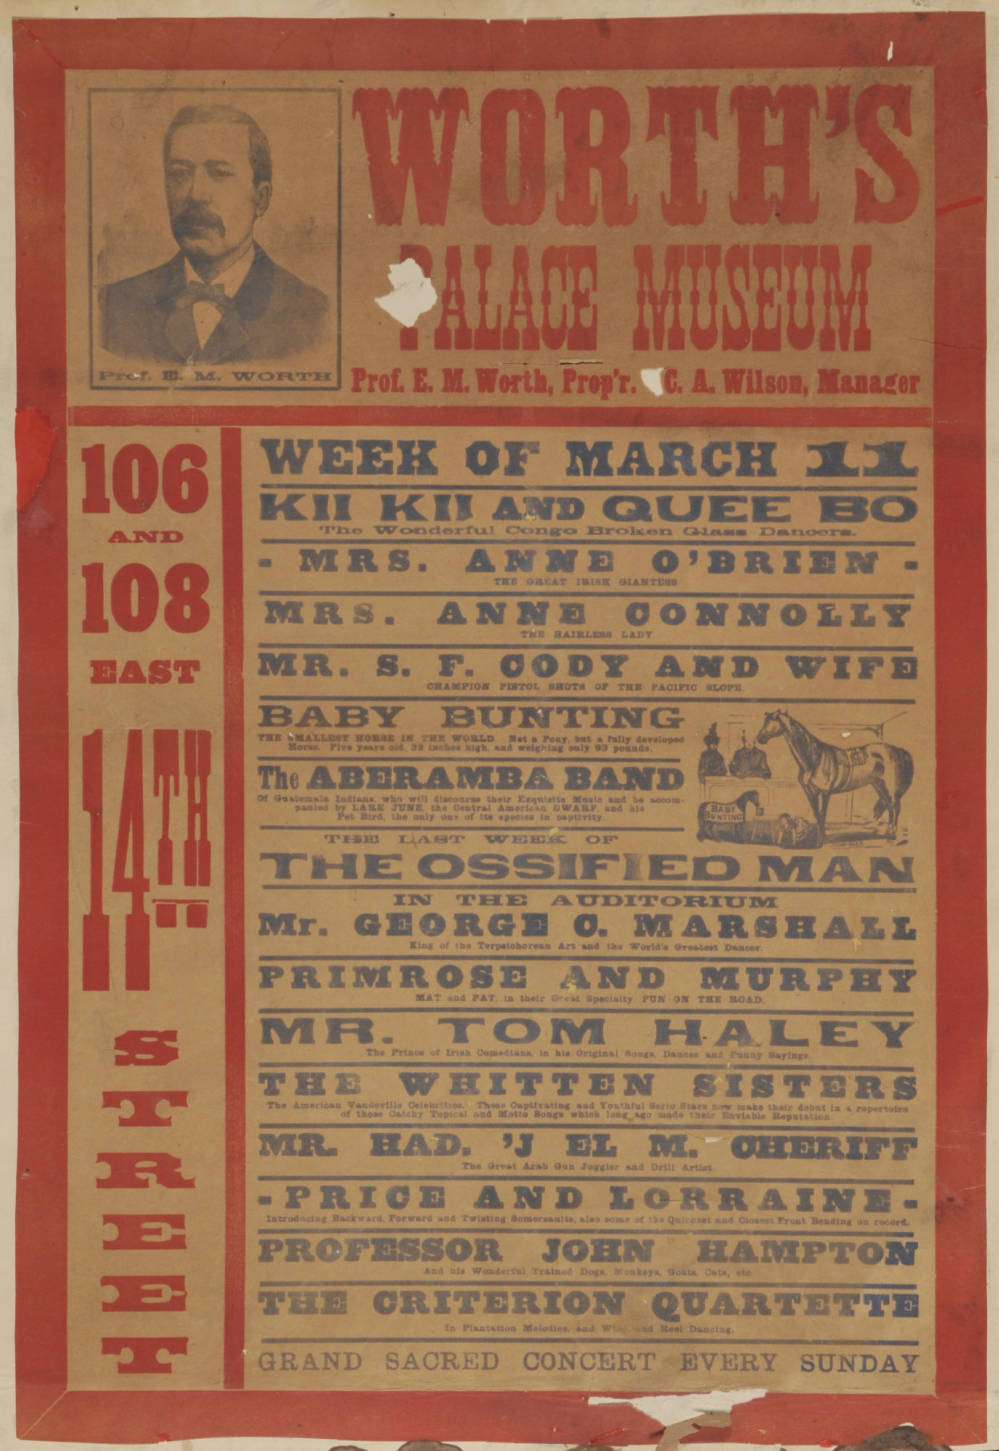 WORTH'S
PALACE MUSEUM
Prof. E. M. WORTH
Prof. E. M. Worth, Prop'r. C. A. Wilson, Manager
106
AND
108
EAST
14TH
STREET
WEEK OF MARCH 11
KII KII AND QUEE BO
The Wonderful Congo Broken Glass Dancers.
- MRS. ANNE O'BRIEN -
THE GREAT IRISH GIANTESS
MRS. ANNE CONNOLLY
THE HAIRLESS LADY
MR. S. F. CODY AND WIFE
CHAMPION PISTOL SHOTS OF THE PACIFIC SLOPE.
BABY BUNTING
THE SMALLEST HORSE IN THE WORLD. Not a Pony, but a fully developed
Horse. Five years old, 32 inches high, and weighing only 93 pounds.
BABY
BUNTING
The ABERAMBA BAND
Of Guatemala Indians, who will discourse their Exquisite Music and be accom-
panied by LAKE JUNE, the Central American DWARF, and his
Pet Bird, the only one of its species in captivity.
THE LAST WEEK OF
THE OSSIFIED MAN
IN THE AUDITORIUM
Mr. GEORGE C. MARSHALL
King of the Terpsichorean Art and the World's Greatest Dancer.
PRIMROSE AND MURPHY
MAT and PAT, in their Great Specialty FUN ON THE ROAD.
MR. TOM HALEY
The Prince of Irish Comedians, in his Original Songs, Dances and Funny Sayings.
THE WHITTEN SISTERS
The American Vaudeville Celebrities. These Captivating and Youthful Serio Stars now make their debut in a repertoire
of those Catchy Topical and Motto Songs which long ago made their Enviable Reputation.
MR. HAD. 'J EL M. CHERIFF
The Great Arab Gun Juggler and Drill Artist.
- PRICE AND LORRAINE -
Introducing Backward, Forward and Twisting Somersaults, also some of the Quickest and Closest Front Bending on record.
PROFESSOR JOHN HAMPTON
And his Wonderful Trained Dogs, Monkeys, Goats, Cats, etc.
THE CRITERION QUARTETTE
In Plantation Melodies, and and Reel Dancing.
GRAND SACRED CONCERT EVERY SUNDAY